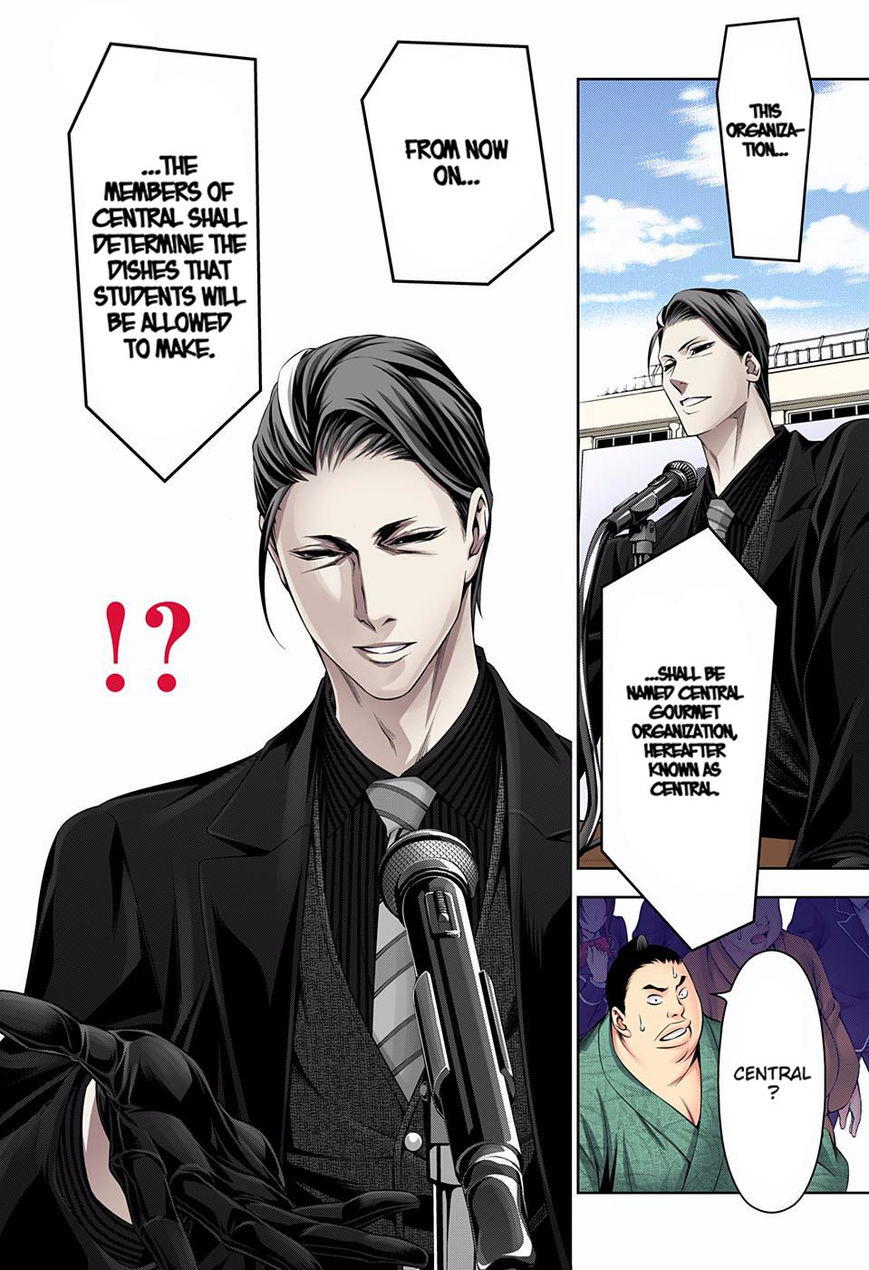 THIS
ORGANIZA-
TION...
...SHALL BE
NAMED CENTRAL
GOURMET
ORGANIZATION,
HEREAFTER
KNOWN AS
CENTRAL.
CENTRAL
?
FROM NOW
ON...
...THE
MEMBERS OF
CENTRAL SHALL
DETERMINE THE
DISHES THAT
STUDENTS WILL
BE ALLOWED
TO MAKE.
!?